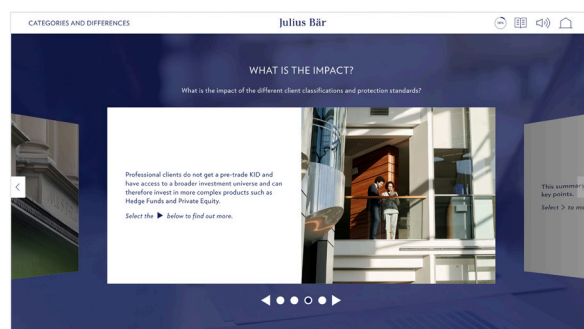 CATEGORIES AND DIFFERENCES
Julius Bär
WHAT IS THE IMPACT?
What is the impact of the different client classifications and protection standards?
Professional clients do not get a pre-trade KID and
have access to a broader investment universe and can
therefore invest in more complex products such as
Hedge Funds and Private Equity.
Select the ▶ below to find out more.
This summary
key points.
Select > to